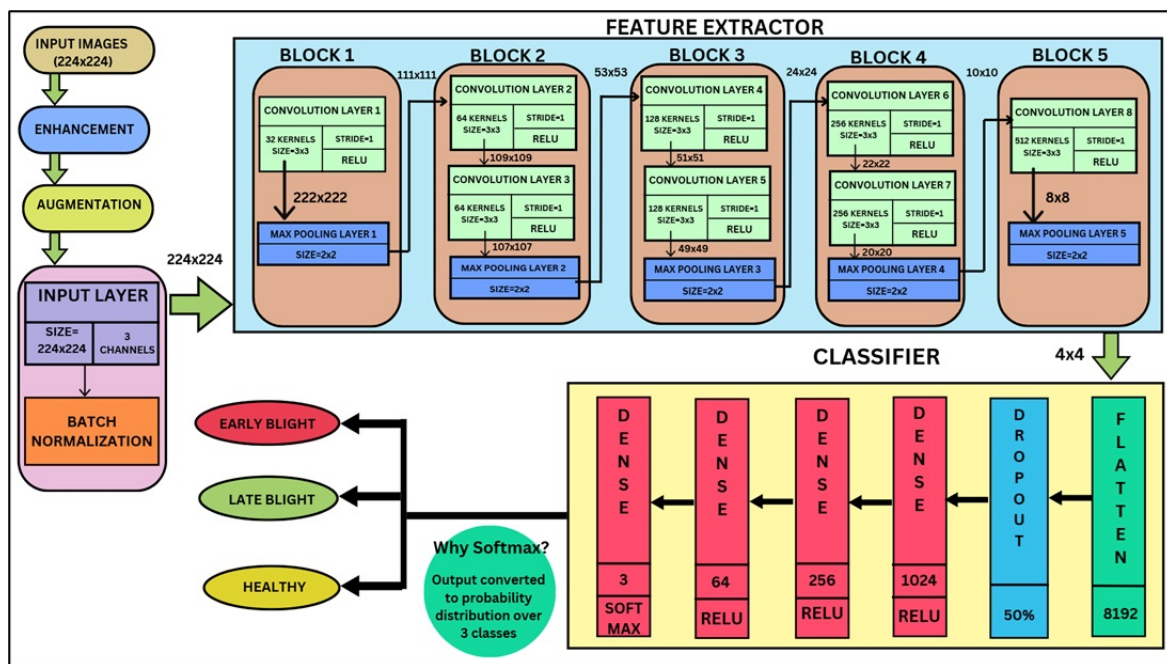 INPUT IMAGES
(224x224)
ENHANCEMENT
AUGMENTATION
INPUT LAYER
SIZE=
224x224
3
CHANNELS
BATCH
NORMALIZATION
224x224
FEATURE EXTRACTOR
BLOCK 1
CONVOLUTION LAYER 1
32 KERNELS
SIZE=3x3
STRIDE=1
RELU
222x222
MAX POOLING LAYER 1
SIZE=2x2
111x111
BLOCK 2
CONVOLUTION LAYER 2
64 KERNELS
SIZE=3x3
STRIDE=1
RELU
109x109
CONVOLUTION LAYER 3
64 KERNELS
SIZE=3x3
STRIDE=1
RELU
107x107
MAX POOLING LAYER 2
SIZE=2x2
53x53
BLOCK 3
CONVOLUTION LAYER 4
128 KERNELS
SIZE=3x3
STRIDE=1
RELU
51x51
CONVOLUTION LAYER 5
128 KERNELS
SIZE=3x3
STRIDE=1
RELU
49x49
MAX POOLING LAYER 3
SIZE=2x2
24x24
BLOCK 4
CONVOLUTION LAYER 6
256 KERNELS
SIZE=3x3
STRIDE=1
RELU
22x22
CONVOLUTION LAYER 7
256 KERNELS
SIZE=3x3
STRIDE=1
RELU
20x20
MAX POOLING LAYER 4
SIZE=2x2
10x10
BLOCK 5
CONVOLUTION LAYER 8
512 KERNELS
SIZE=3x3
STRIDE=1
RELU
8x8
MAX POOLING LAYER 5
SIZE=2x2
4x4
CLASSIFIER
FLATTEN
8192
DROPOUT
50%
DENSE
1024
RELU
DENSE
256
RELU
DENSE
64
RELU
DENSE
3
SOFT
MAX
Why Softmax?
Output converted
to probability
distribution over
3 classes
EARLY BLIGHT
LATE BLIGHT
HEALTHY